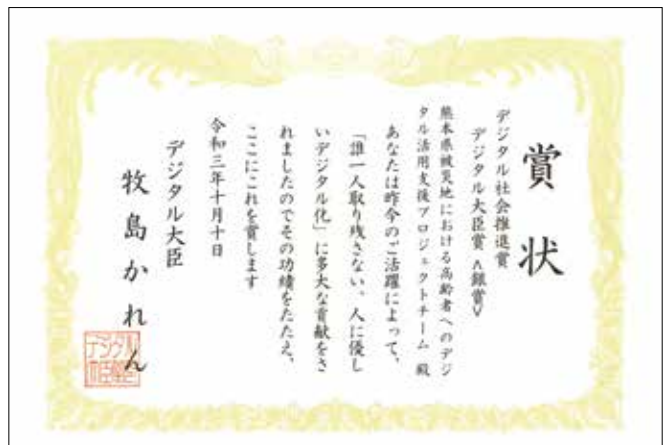 賞状
デジタル社会推進賞
デジタル大臣賞<銀賞>
熊本県被災地における高齢者へのデジ
タル活用支援プロジェクトチーム 殿
あなたは昨今のご活躍によって、
「誰一人取り残さない、人に優し
いデジタル化」に多大な貢献をさ
れましたのでその功績をたたえ、
ここにこれを賞します
令和三年十月十日
デジタル大臣
牧島かれん